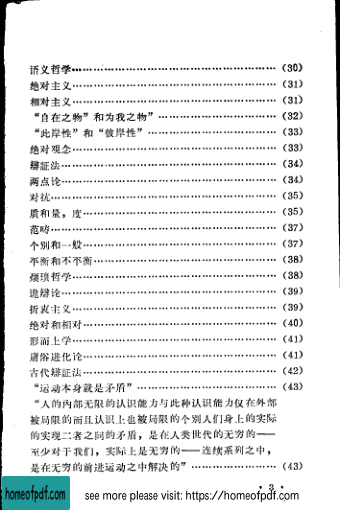 语义哲学……………………………………………(30)
绝对主义……………………………………………(31)
相对主义……………………………………………(31)
“自在之物”和为我之物”…………………………(32)
“此岸性”和“彼岸性”……………………………(33)
绝对观念……………………………………………(33)
辩证法………………………………………………(34)
两点论………………………………………………(34)
对抗…………………………………………………(35)
质和量,度…………………………………………(35)
范畴…………………………………………………(37)
个别和一般…………………………………………(37)
平衡和不平衡………………………………………(38)
烦琐哲学……………………………………………(38)
诡辩论………………………………………………(39)
折衷主义……………………………………………(39)
绝对和相对…………………………………………(40)
形而上学……………………………………………(41)
庸俗进化论…………………………………………(41)
古代辩证法…………………………………………(42)
“运动本身就是矛盾”………………………………(43)
“人的内部无限的认识能力与此种认识能力仅在外部
被局限的而且认识上也被局限的个别人们身上的实际
的实现二者之间的矛盾,是在人类世代的无穷的——
至少对于我们,实际上是无穷的——连续系列之中,
是在无穷的前进运动之中解决的”…………………(43)
• 3 •
homeofpdf.com
see more please visit: https://homeofpdf.com